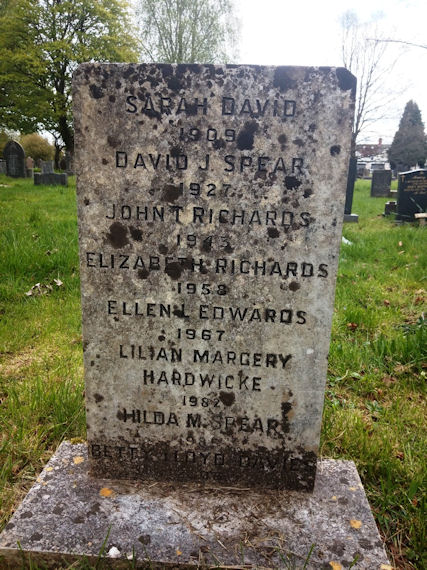 SARAH DAVID
1909
DAVID J. SPEAR
1927
JOHN T RICHARDS
ELIZABETH RICHARDS
1958
ELLEN L EDWARDS
1967
LILIAN MARGERY
HARDWICKE
HILDA M. SPEAR
BETTY LLOYD DAVIES